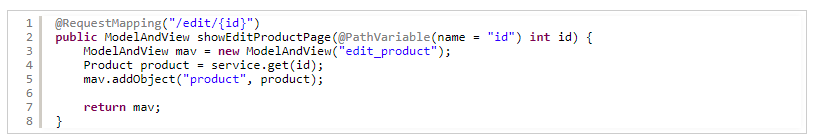 1 @RequestMapping("/edit/{id}")
2 public ModelAndView showEditProductPage(@PathVariable(name = "id") int id) {
3     ModelAndView mav = new ModelAndView("edit_product");
4     Product product = service.get(id);
5     mav.addObject("product", product);
6
7     return mav;
8 }